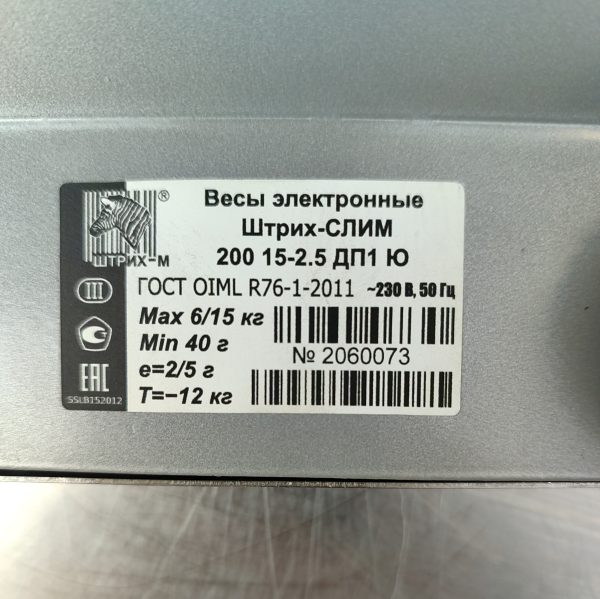 Весы электронные
Штрих-СЛИМ
200 15-2.5 ДП1 Ю
®
ШТРИХ-М
ГОСТ OIML R76-1-2011 ~230 В, 50 Гц
III
Max 6/15 кг
Min 40 г
№ 2060073
e=2/5 г
T=−12 кг
EAC
SSLB152012